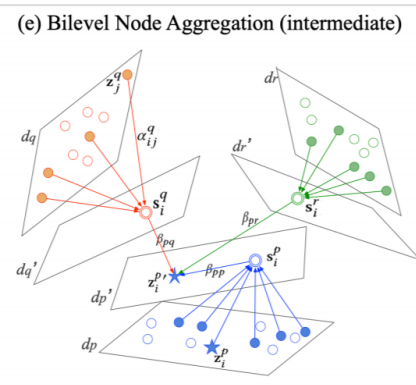 (e) Bilevel Node Aggregation (intermediate)
z_j^q
dr
α_ij^q
dq
dr'
s_i^q
s_i^r
β_pq
β_pr
dq'
s_i^p
z_i^p'
β_pp
dp'
dp
z_i^p